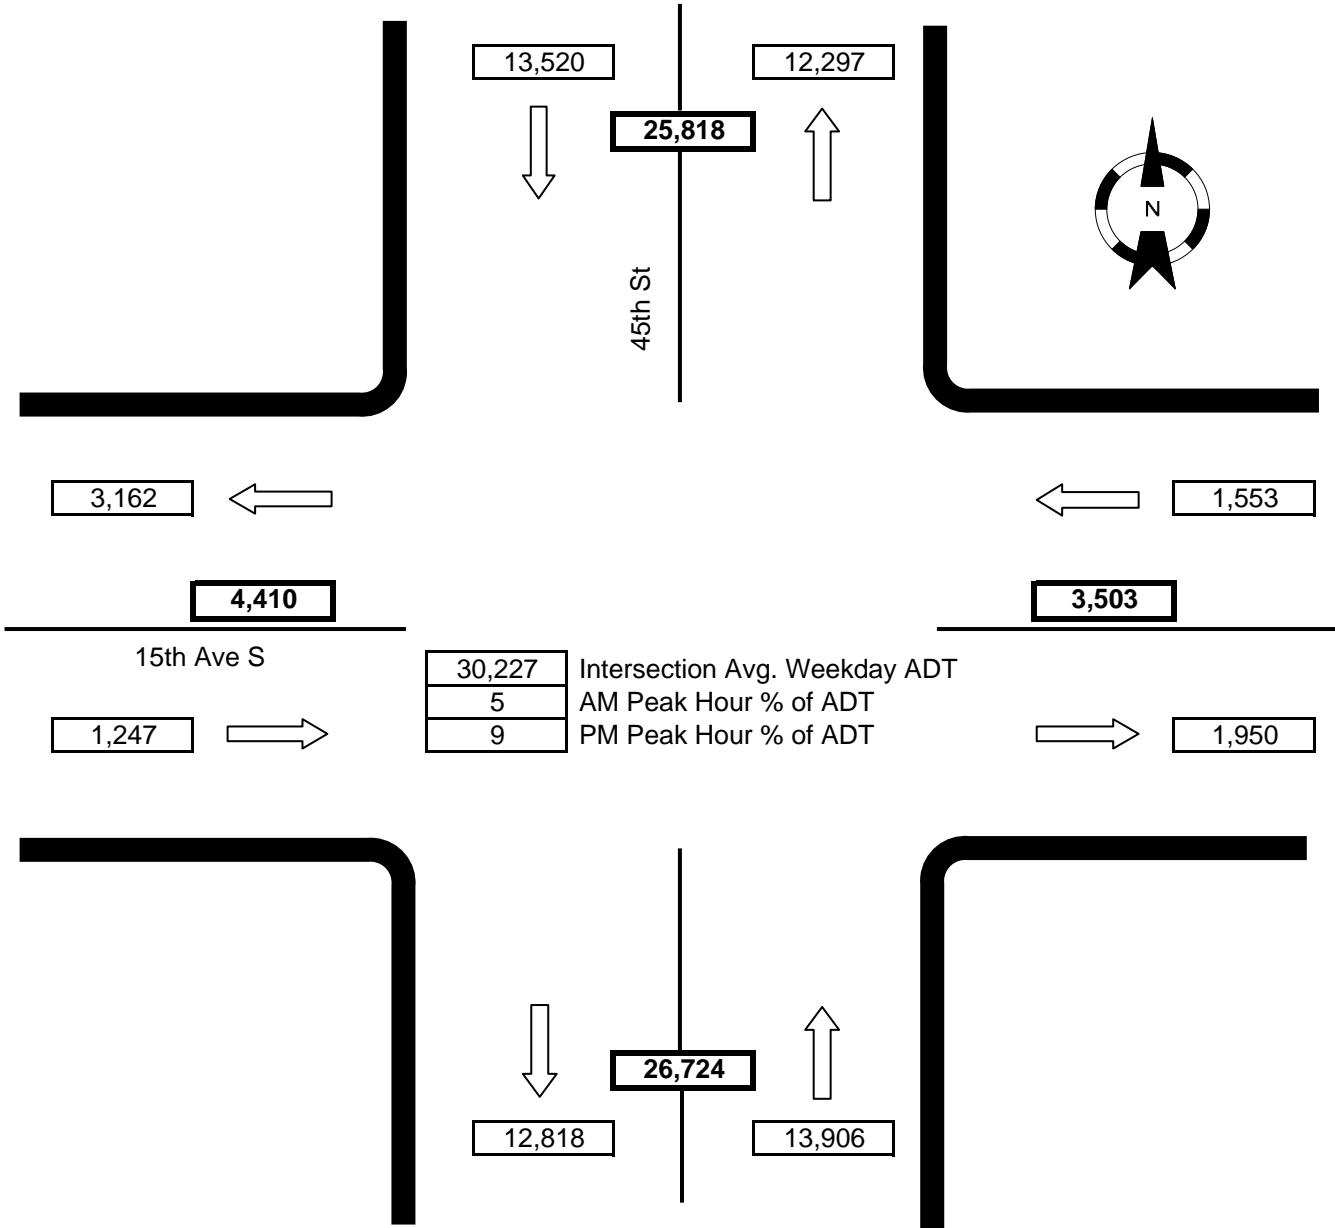 13,520
12,297
25,818
N
45th St
3,162
1,553
4,410
3,503
15th Ave S
30,227 Intersection Avg. Weekday ADT
5 AM Peak Hour % of ADT
9 PM Peak Hour % of ADT
1,247
1,950
26,724
12,818
13,906